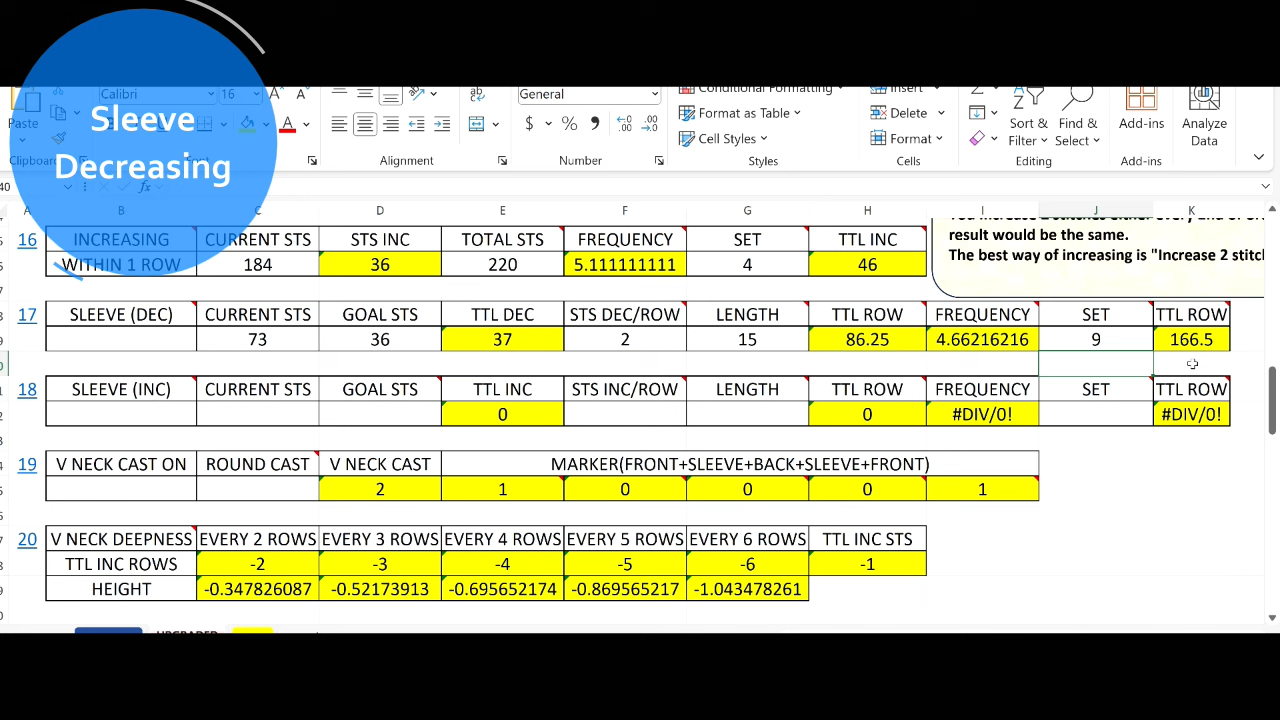 Sleeve
Decreasing
Calibri 16 General Conditional Formatting Insert
Paste Format as Table Delete Sort & Find & Add-ins Analyze
Cell Styles Format Filter Select Data
Clipboard Alignment Number Styles Cells Editing Add-ins
40 fx
A B C D E F G H I J K
result would be the same.
The best way of increasing is "Increase 2 stitc
16 INCREASING CURRENT STS STS INC TOTAL STS FREQUENCY SET TTL INC
WITHIN 1 ROW 184 36 220 5.111111111 4 46
17 SLEEVE (DEC) CURRENT STS GOAL STS TTL DEC STS DEC/ROW LENGTH TTL ROW FREQUENCY SET TTL ROW
73 36 37 2 15 86.25 4.66216216 9 166.5
18 SLEEVE (INC) CURRENT STS GOAL STS TTL INC STS INC/ROW LENGTH TTL ROW FREQUENCY SET TTL ROW
0 0 #DIV/0! #DIV/0!
19 V NECK CAST ON ROUND CAST V NECK CAST MARKER(FRONT+SLEEVE+BACK+SLEEVE+FRONT)
2 1 0 0 0 1
20 V NECK DEEPNESS EVERY 2 ROWS EVERY 3 ROWS EVERY 4 ROWS EVERY 5 ROWS EVERY 6 ROWS TTL INC STS
TTL INC ROWS -2 -3 -4 -5 -6 -1
HEIGHT -0.347826087 -0.52173913 -0.695652174 -0.869565217 -1.043478261